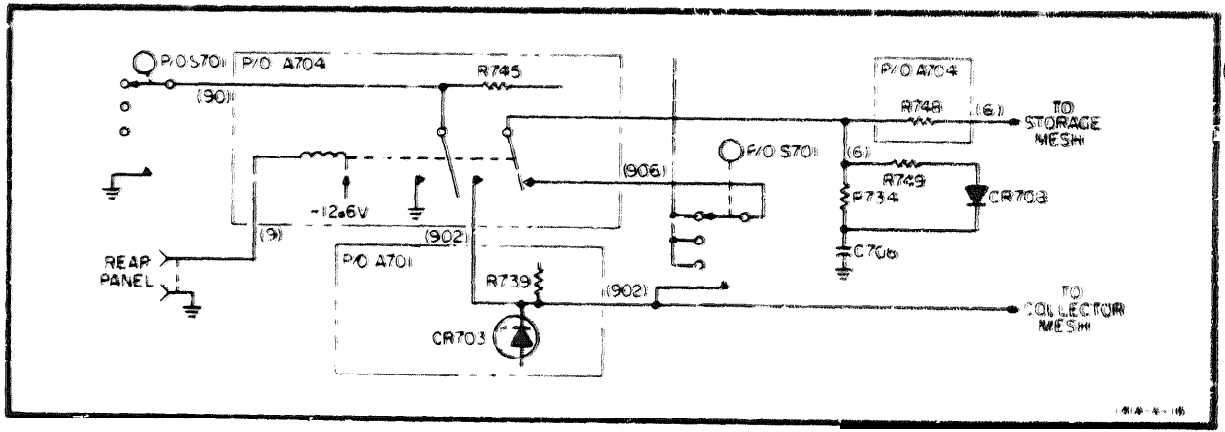 P/O S701
P/O A704
R745
(90)
P/O A704
R748
(6)
TO
STORAGE
MESH
P/O S701
(6)
(906)
R749
R734
CR708
-12.6V
(9)
(902)
C706
REAR
PANEL
P/O A701
R739
(902)
TO
COLLECTOR
MESH
CR703